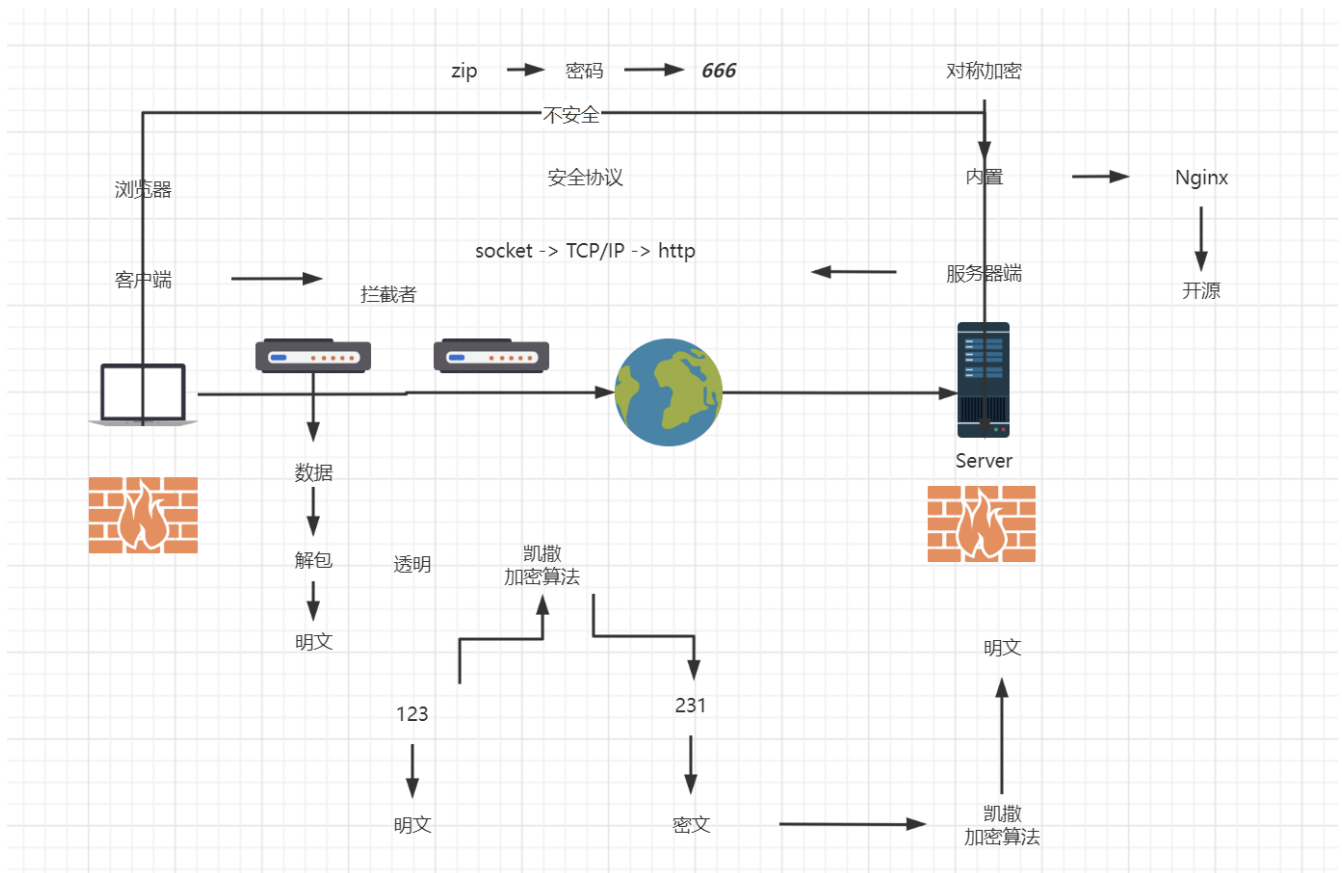 zip
密码
666
对称加密
不安全
浏览器
安全协议
内置
Nginx
socket -> TCP/IP -> http
客户端
拦截者
服务器端
开源
Server
数据
解包
透明
凯撒
加密算法
明文
明文
123
231
明文
密文
凯撒
加密算法